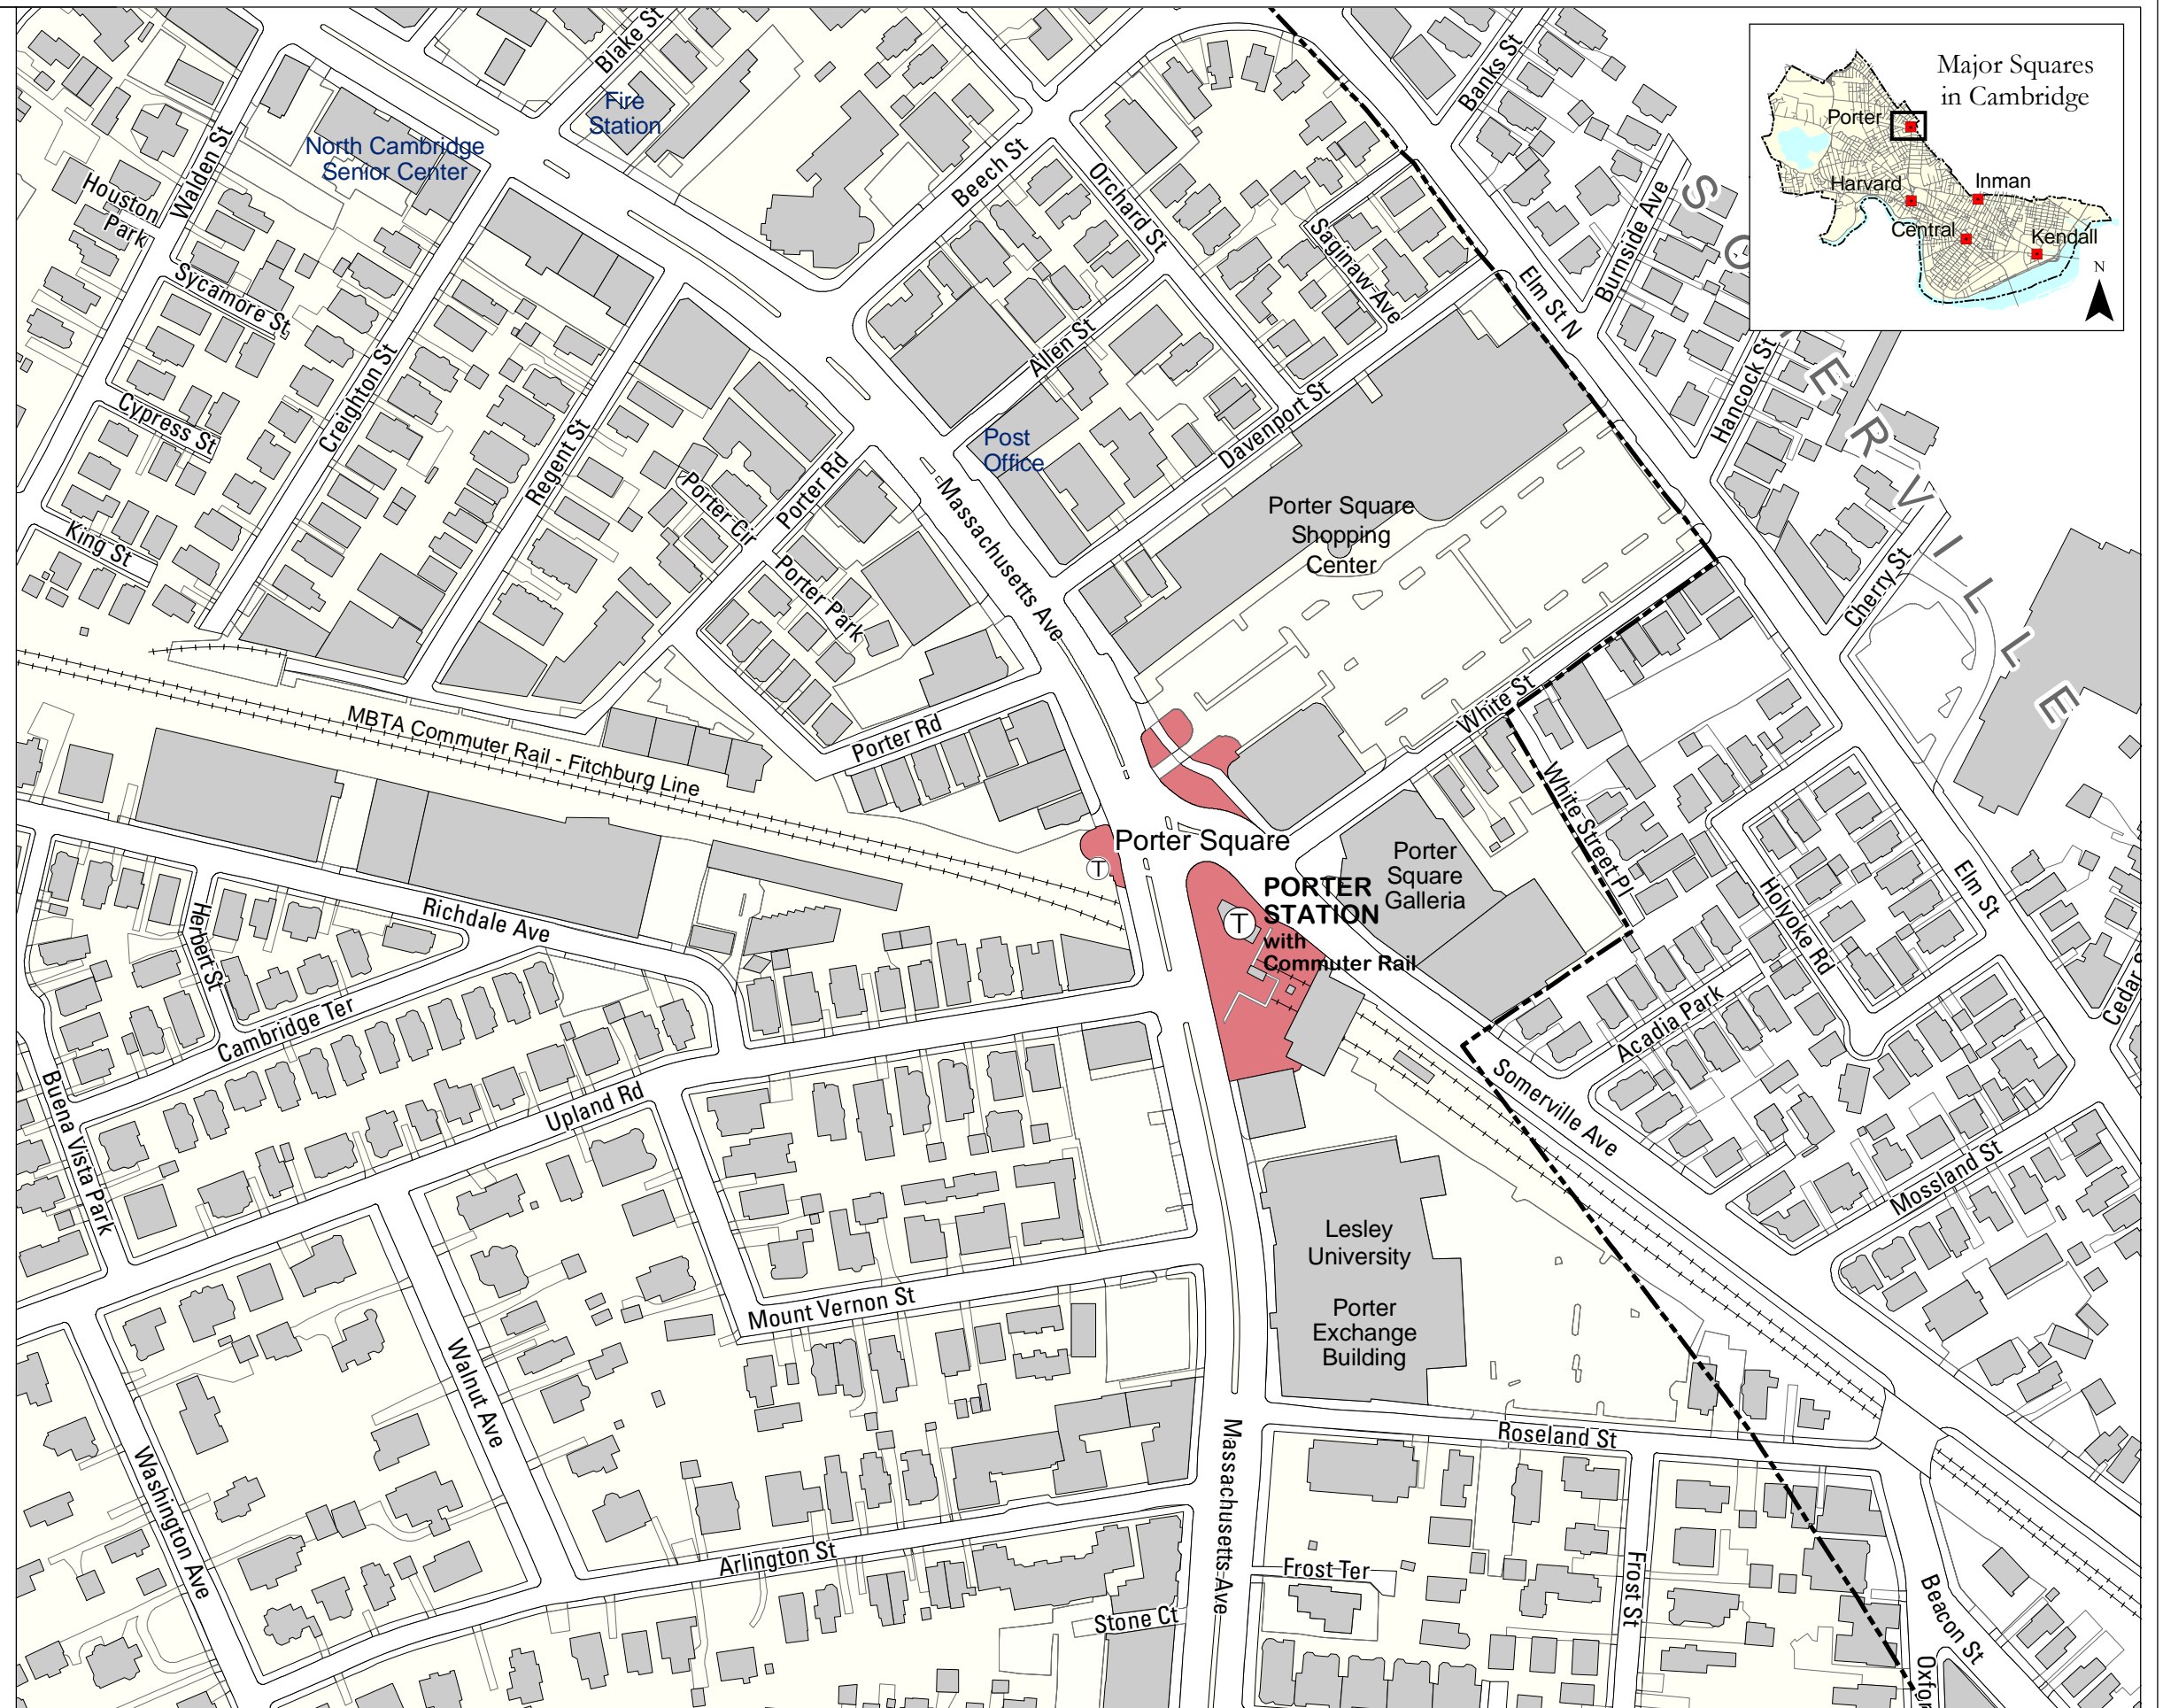 Blake St
Banks St
Major Squares
in Cambridge
Porter
Harvard
Inman
Central
Kendall
N
Fire
Station
North Cambridge
Senior Center
Walden St
Houston
Park
Beech St
Orchard St
Saginaw Ave
Burnside Ave
Elm St N
Sycamore St
Creighton St
Allen St
Hancock St
Cypress St
Regent St
Post
Office
Davenport St
Porter Cir
Porter Rd
Massachusetts Ave
Porter Square
Shopping
Center
King St
Porter Park
Cherry St
MBTA Commuter Rail - Fitchburg Line
Porter Rd
White St
White Street Pl
Porter Square
T
T
PORTER
STATION
with
Commuter Rail
Porter
Square
Galleria
Holyoke Rd
Elm St
Richdale Ave
Herbert St
Cambridge Ter
Acadia Park
Buena Vista Park
Upland Rd
Somerville Ave
Mossland St
Lesley
University
Porter
Exchange
Building
Mount Vernon St
Walnut Ave
Washington Ave
Massachusetts Ave
Roseland St
Arlington St
Frost Ter
Frost St
Stone Ct
Beacon St